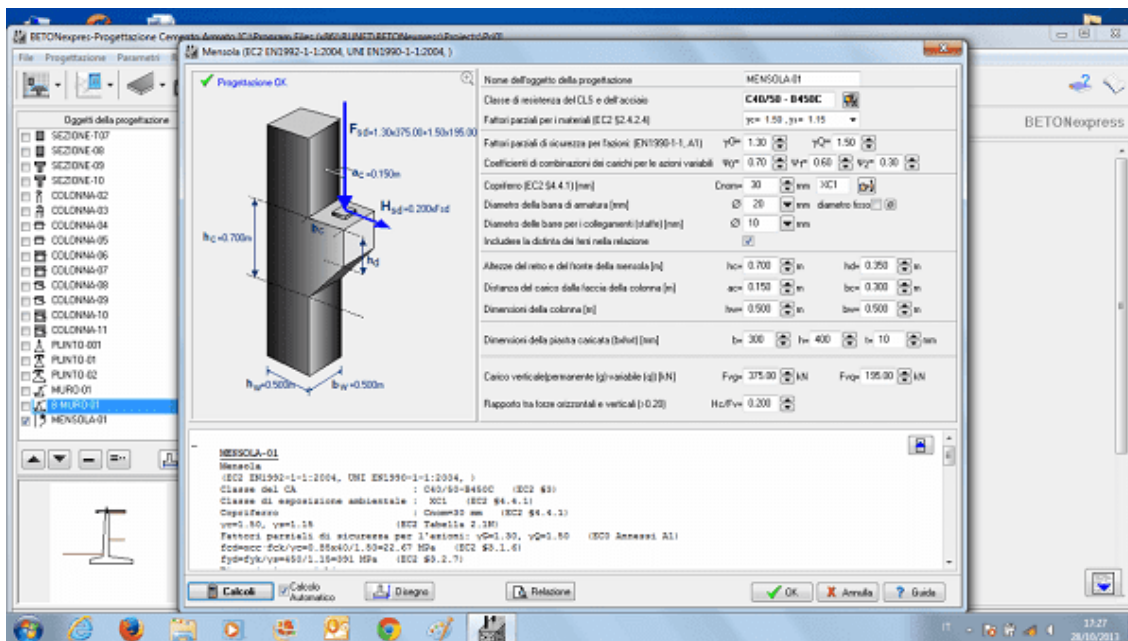 BETONexpres-Progettazione Cemento Armato (C:\Program Files (x86)\RUNET\BETONexpress\Projects\Prj01
File Progettazione Parametri
Mensola (EC2 EN1992-1-1:2004, UNI EN1990-1-1:2004, )
BETONexpress
Oggetti della progettazione
SEZIONE-T07
SEZIONE-08
SEZIONE-09
SEZIONE-10
COLONNA-02
COLONNA-03
COLONNA-04
COLONNA-05
COLONNA-06
COLONNA-07
COLONNA-08
COLONNA-09
COLONNA-10
COLONNA-11
PLINTO-001
PLINTO-01
PLINTO-02
MURO-01
B-MURO-01
MENSOLA-01
Progettazione OK
Fsd=1.30x375.00+1.50x195.00
ac=0.150m
Hsd=0.200xFsd
bc
hc=0.700m
hd
hw=0.500m
bw=0.500m
Nome dell'oggetto della progettazione MENSOLA-01
Classe di resistenza del CLS e dell'acciaio C40/50 - B450C
Fattori parziali per i materiali (EC2 §2.4.2.4) γc= 1.50 , γs= 1.15
Fattori parziali di sicurezza per l'azioni: (EN1990-1-1, A1) γG= 1.30 γQ= 1.50
Coefficienti di combinazioni dei carichi per le azioni variabili Ψ0= 0.70 Ψ1= 0.60 Ψ2= 0.30
Copriferro (EC2 §4.4.1) [mm] Cnom= 30 mm XC1
Diametro della barra di armatura [mm] Ø 20 mm diametro fisso
Diametro delle barre per i collegamenti (staffe) [mm] Ø 10 mm
Includere la distinta dei ferri nella relazione
Altezze del retro e del fronte della mensola [m] hc= 0.700 m hd= 0.350 m
Distanza del carico dalla faccia della colonna [m] ac= 0.150 m bc= 0.300 m
Dimensioni della colonna [m] hw= 0.500 m bw= 0.500 m
Dimensioni della piastra caricata (bxhxt) [mm] b= 300 h= 400 t= 10 mm
Carico verticale(permanente (g)-variabile (q)) [kN] Fvg= 375.00 kN Fvq= 195.00 kN
Rapporto tra forze orizzontali e verticali (>0.20) Hc/Fv= 0.200
MENSOLA-01
Mensola
(EC2 EN1992-1-1:2004, UNI EN1990-1-1:2004, )
Classe del CA : C40/50-B450C (EC2 §3)
Classe di esposizione ambientale : XC1 (EC2 §4.4.1)
Copriferro : Cnom=30 mm (EC2 §4.4.1)
γc=1.50, γs=1.15 (EC2 Tabella 2.1N)
Fattori parziali di sicurezza per l'azioni: γG=1.30, γQ=1.50 (EC0 Annessi A1)
fcd=αcc·fck/γc=0.85x40/1.50=22.67 MPa (EC2 §3.1.6)
fyd=fyk/γs=450/1.15=391 MPa (EC2 §3.2.7)
Calcoli
Calcolo Automatico
Disegno
Relazione
OK
Annulla
Guida
IT
17:27
28/10/2013